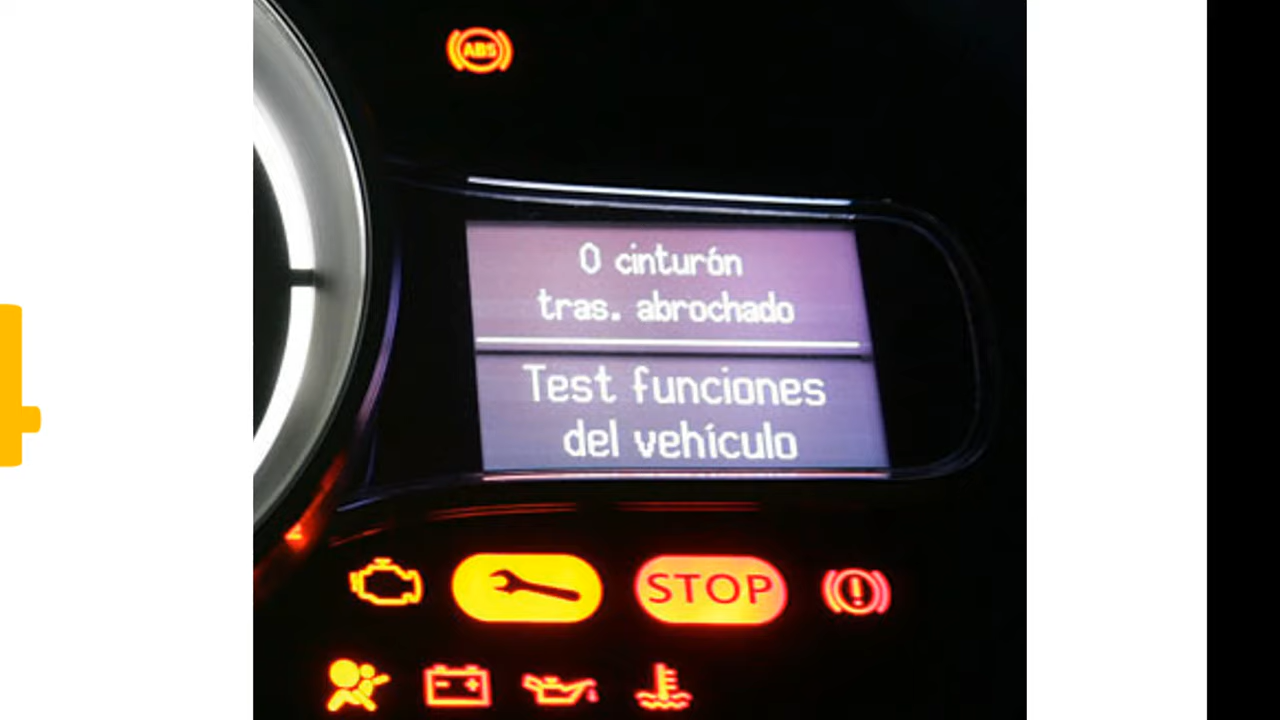 ABS
0 cinturón
tras. abrochado
Test funciones
del vehículo
STOP